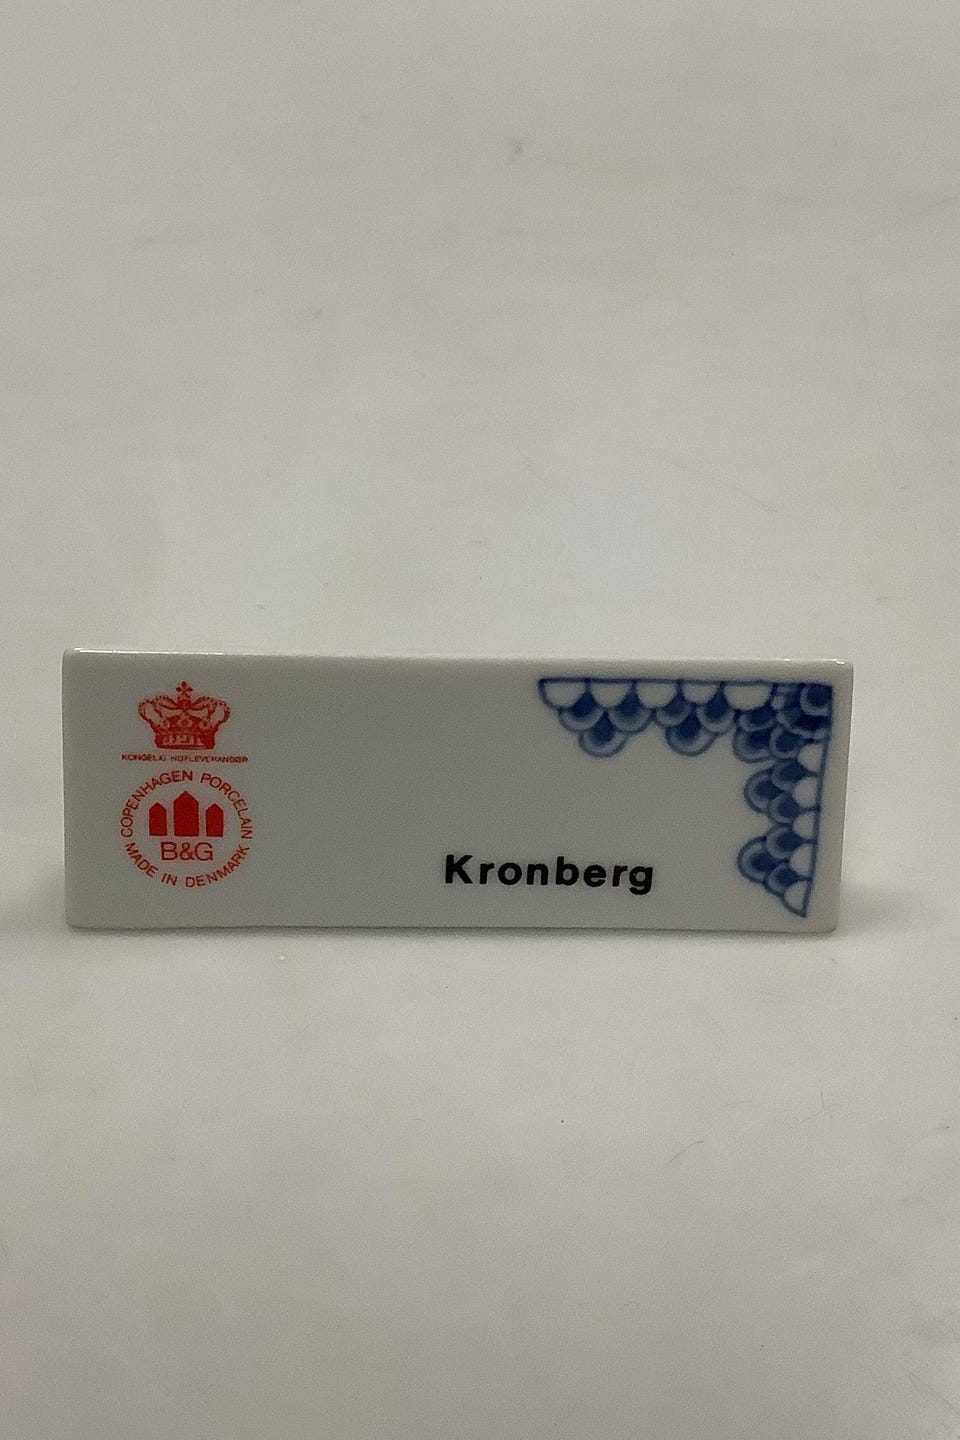 KONGELIG HOFLEVERANDØR
COPENHAGEN PORCELAIN
B&G
MADE IN DENMARK
Kronberg